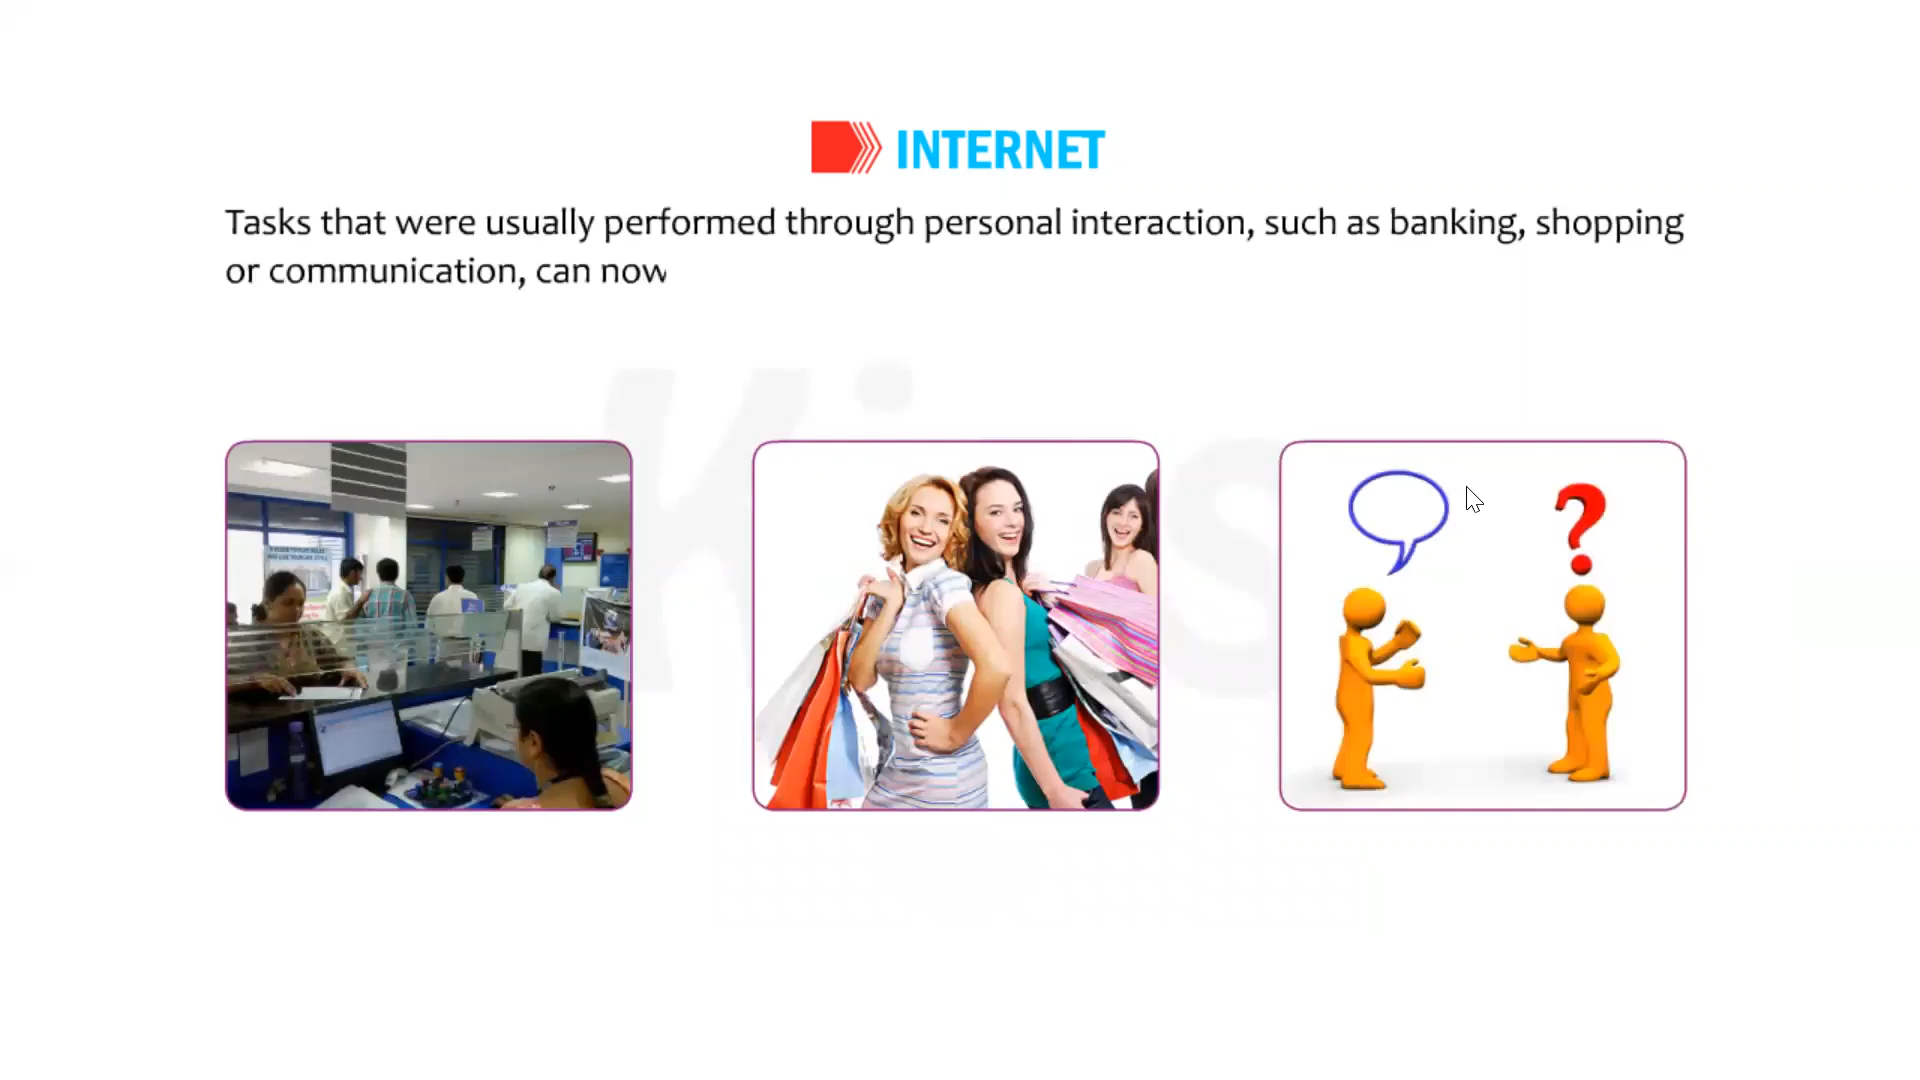 INTERNET
Tasks that were usually performed through personal interaction, such as banking, shopping
or communication, can now
?